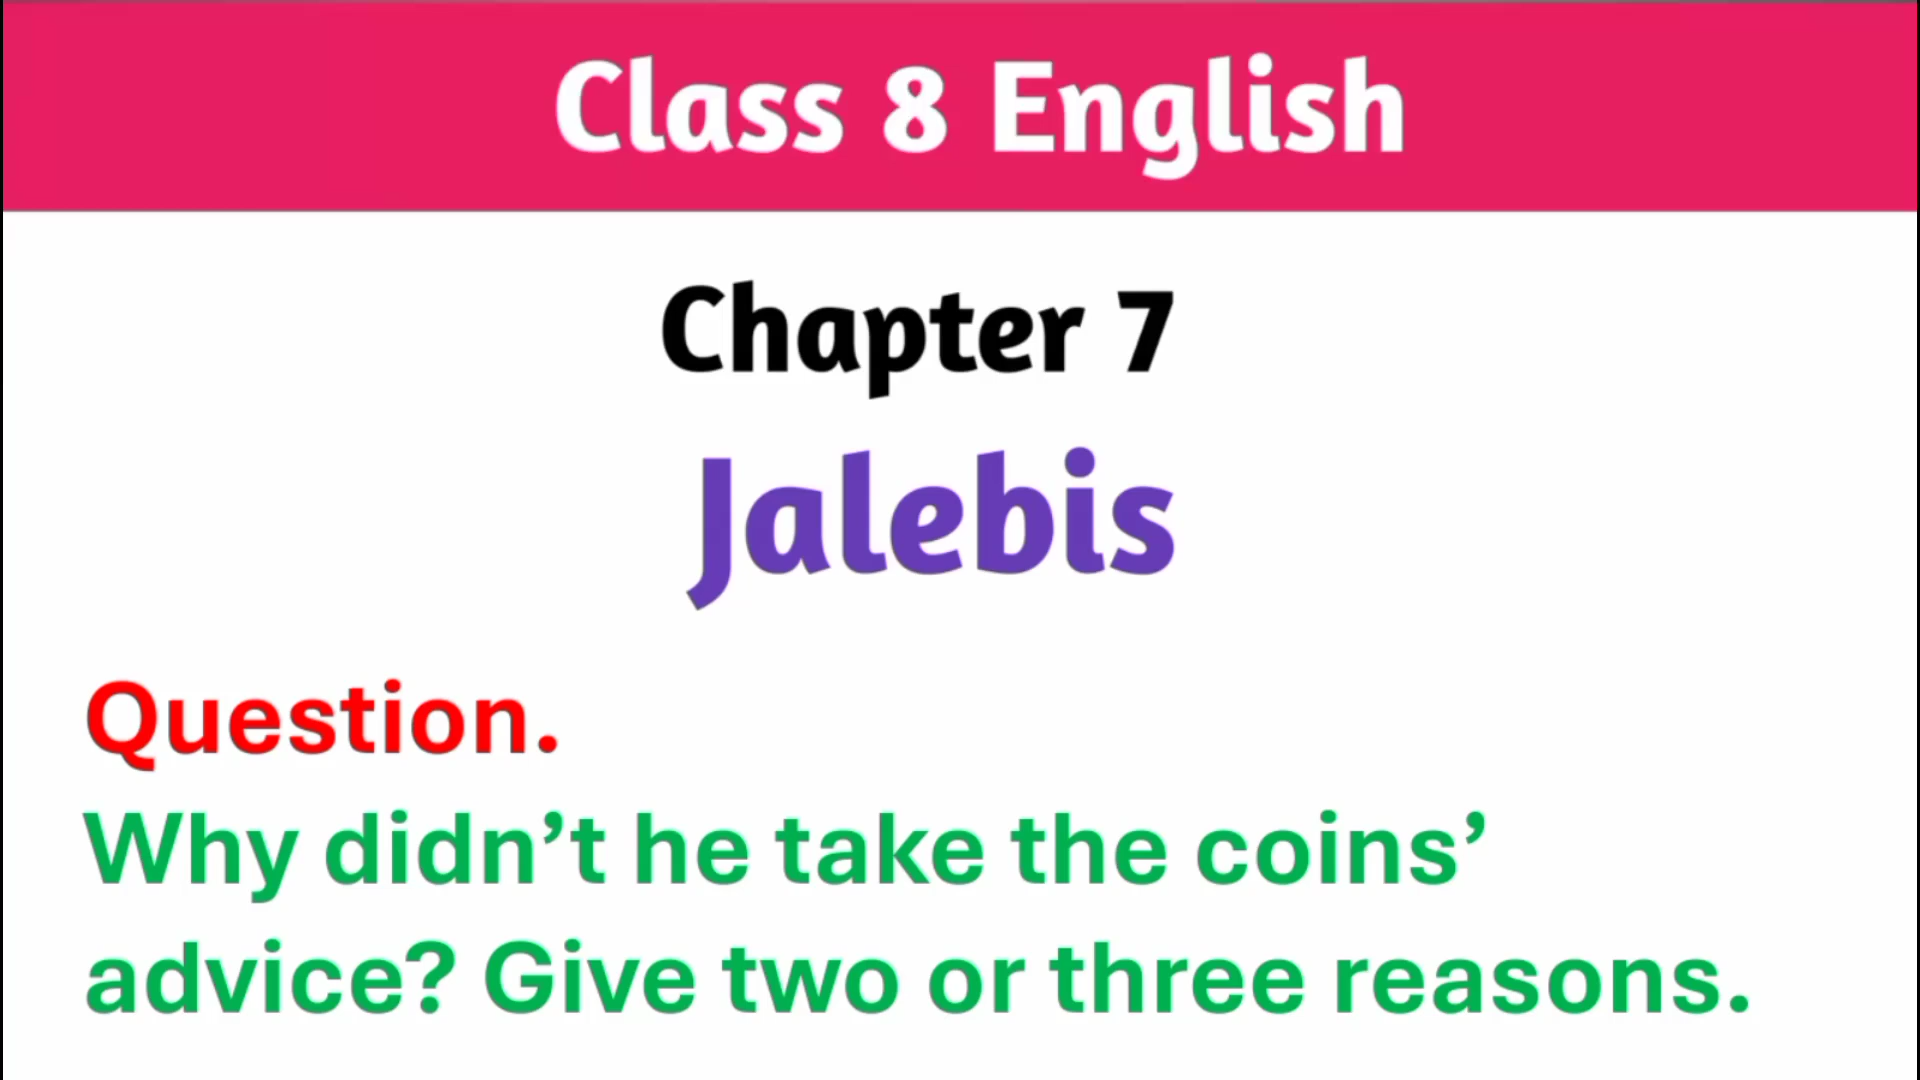 Class 8 English
Chapter 7
Jalebis
Question.
Why didn’t he take the coins’
advice? Give two or three reasons.